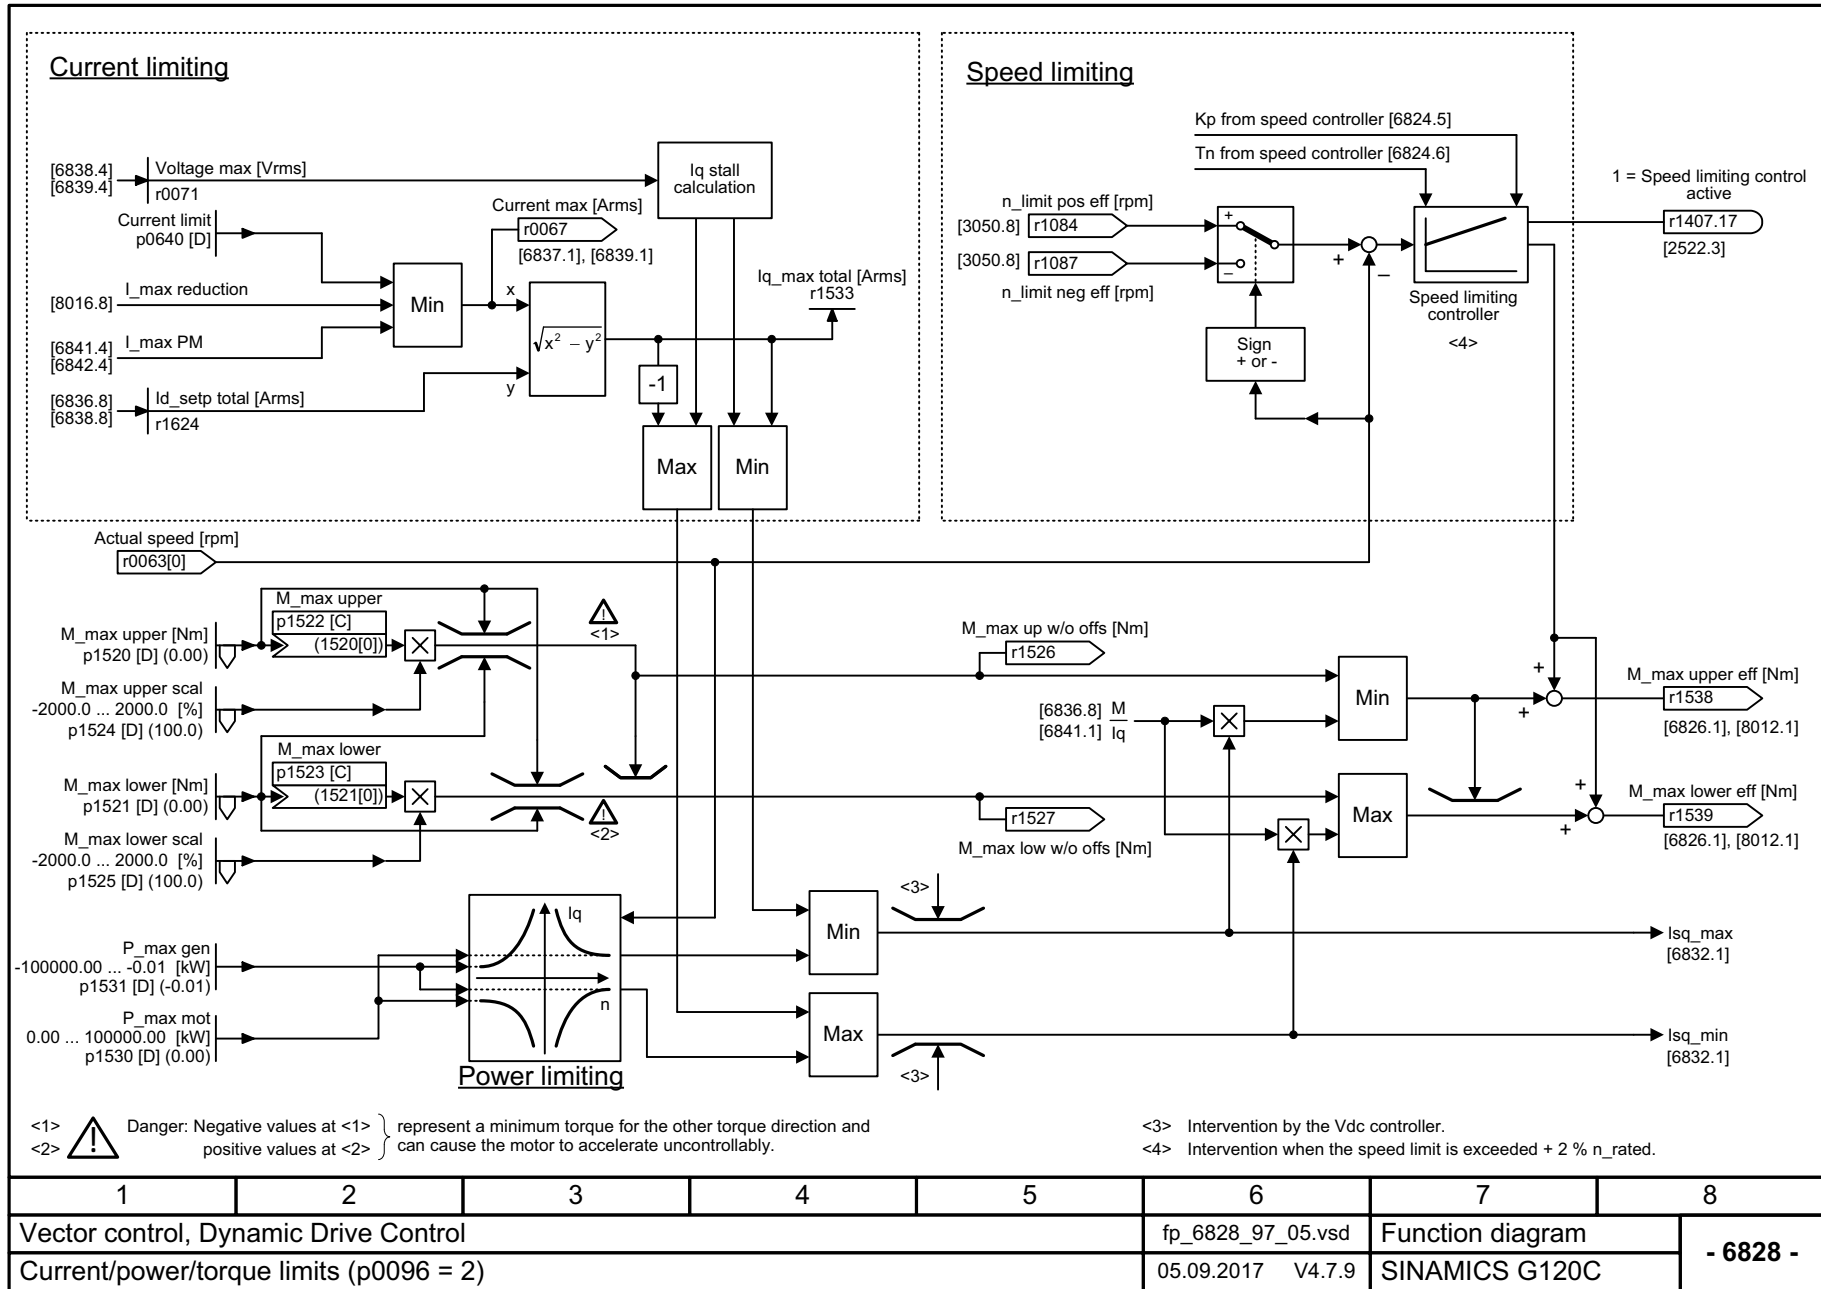 Current limiting
[6838.4]
[6839.4]
Voltage max [Vrms]
r0071
Current limit
p0640 [D]
[8016.8]
I_max reduction
[6841.4]
[6842.4]
I_max PM
[6836.8]
[6838.8]
Id_setp total [Arms]
r1624
Min
Current max [Arms]
r0067
[6837.1], [6839.1]
x
y
√x² – y²
Iq stall
calculation
Iq_max total [Arms]
r1533
-1
Max
Min
Speed limiting
Kp from speed controller [6824.5]
Tn from speed controller [6824.6]
n_limit pos eff [rpm]
[3050.8]
r1084
[3050.8]
r1087
n_limit neg eff [rpm]
+
–
Sign
+ or -
+
–
Speed limiting
controller
<4>
1 = Speed limiting control
active
r1407.17
[2522.3]
Actual speed [rpm]
r0063[0]
M_max upper [Nm]
p1520 [D] (0.00)
M_max upper
p1522 [C]
(1520[0])
M_max upper scal
-2000.0 ... 2000.0 [%]
p1524 [D] (100.0)
M_max lower [Nm]
p1521 [D] (0.00)
M_max lower
p1523 [C]
(1521[0])
M_max lower scal
-2000.0 ... 2000.0 [%]
p1525 [D] (100.0)
!
<1>
!
<2>
M_max up w/o offs [Nm]
r1526
r1527
M_max low w/o offs [Nm]
[6836.8]
[6841.1]
M
Iq
Min
Max
+
+
+
+
M_max upper eff [Nm]
r1538
[6826.1], [8012.1]
M_max lower eff [Nm]
r1539
[6826.1], [8012.1]
P_max gen
-100000.00 ... -0.01 [kW]
p1531 [D] (-0.01)
P_max mot
0.00 ... 100000.00 [kW]
p1530 [D] (0.00)
Iq
n
Power limiting
Min
Max
<3>
<3>
Isq_max
[6832.1]
Isq_min
[6832.1]
<1>
<2>
!
Danger: Negative values at <1>
positive values at <2>
represent a minimum torque for the other torque direction and
can cause the motor to accelerate uncontrollably.
<3> Intervention by the Vdc controller.
<4> Intervention when the speed limit is exceeded + 2 % n_rated.
1 2 3 4 5 6 7 8
Vector control, Dynamic Drive Control
fp_6828_97_05.vsd
Function diagram
- 6828 -
Current/power/torque limits (p0096 = 2)
05.09.2017 V4.7.9
SINAMICS G120C